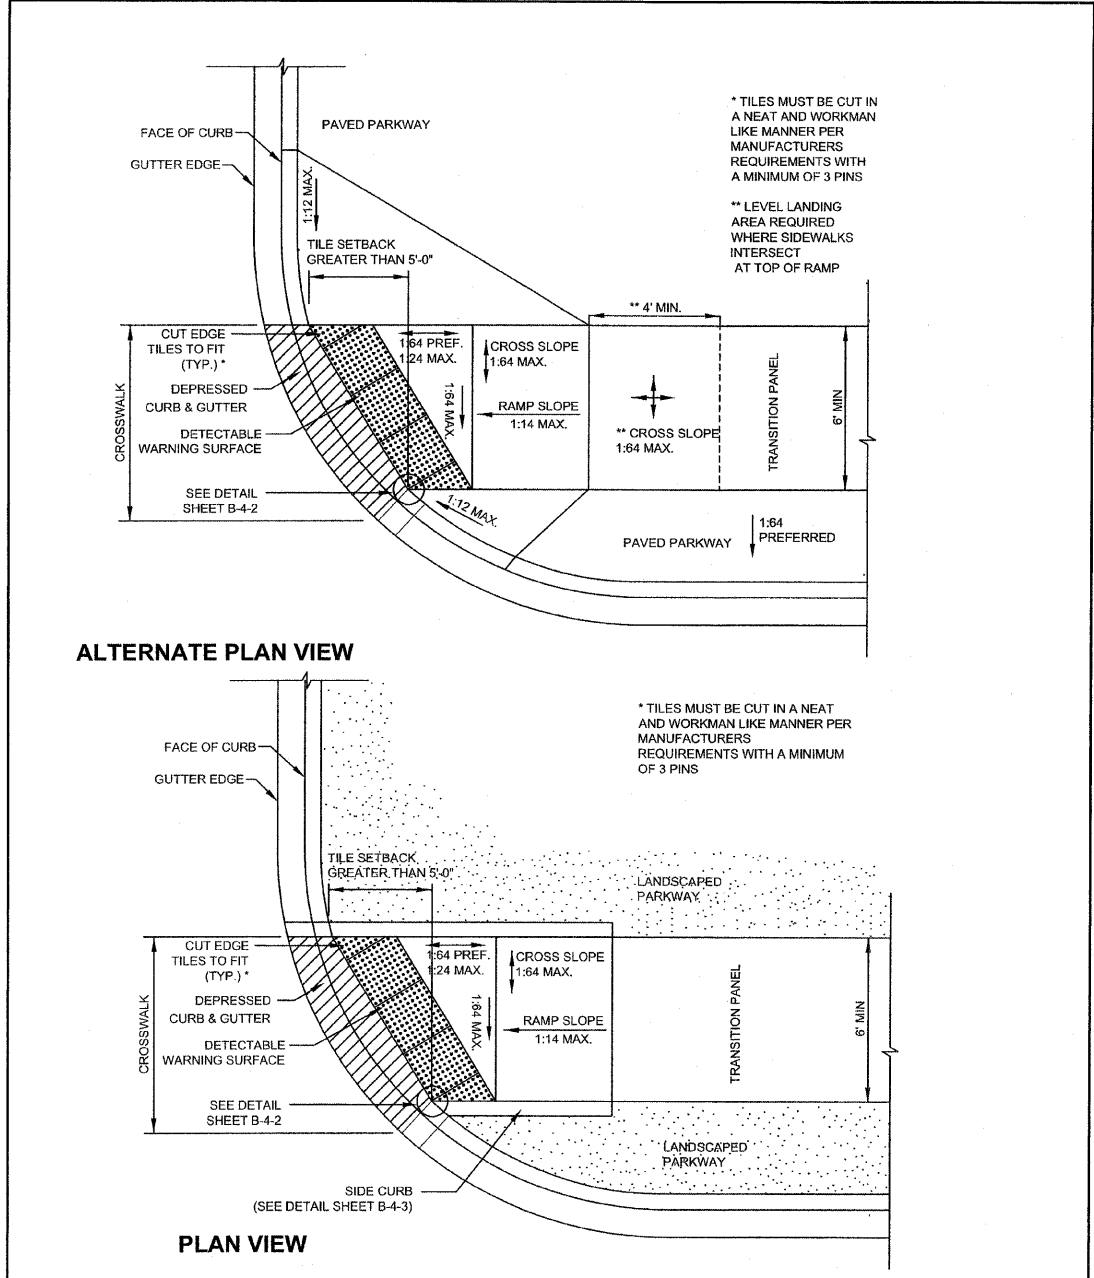 FACE OF CURB
PAVED PARKWAY
GUTTER EDGE
1:12 MAX.
* TILES MUST BE CUT IN
A NEAT AND WORKMAN
LIKE MANNER PER
MANUFACTURERS
REQUIREMENTS WITH
A MINIMUM OF 3 PINS
** LEVEL LANDING
AREA REQUIRED
WHERE SIDEWALKS
INTERSECT
AT TOP OF RAMP
TILE SETBACK
GREATER THAN 5'-0"
** 4' MIN.
CUT EDGE
TILES TO FIT
(TYP.) *
1:64 PREF.
1:24 MAX.
CROSS SLOPE
1:64 MAX.
CROSSWALK
DEPRESSED
CURB & GUTTER
1:64 MAX.
RAMP SLOPE
1:14 MAX.
** CROSS SLOPE
1:64 MAX.
TRANSITION PANEL
6' MIN
DETECTABLE
WARNING SURFACE
SEE DETAIL
SHEET B-4-2
1:12 MAX.
PAVED PARKWAY
1:64
PREFERRED
ALTERNATE PLAN VIEW
* TILES MUST BE CUT IN A NEAT
AND WORKMAN LIKE MANNER PER
MANUFACTURERS
REQUIREMENTS WITH A MINIMUM
OF 3 PINS
FACE OF CURB
GUTTER EDGE
TILE SETBACK
GREATER THAN 5'-0"
LANDSCAPED
PARKWAY
CUT EDGE
TILES TO FIT
(TYP.) *
1:64 PREF.
1:24 MAX.
CROSS SLOPE
1:64 MAX.
CROSSWALK
DEPRESSED
CURB & GUTTER
1:64 MAX.
RAMP SLOPE
1:14 MAX.
TRANSITION PANEL
6' MIN
DETECTABLE
WARNING SURFACE
SEE DETAIL
SHEET B-4-2
LANDSCAPED
PARKWAY
SIDE CURB
(SEE DETAIL SHEET B-4-3)
PLAN VIEW